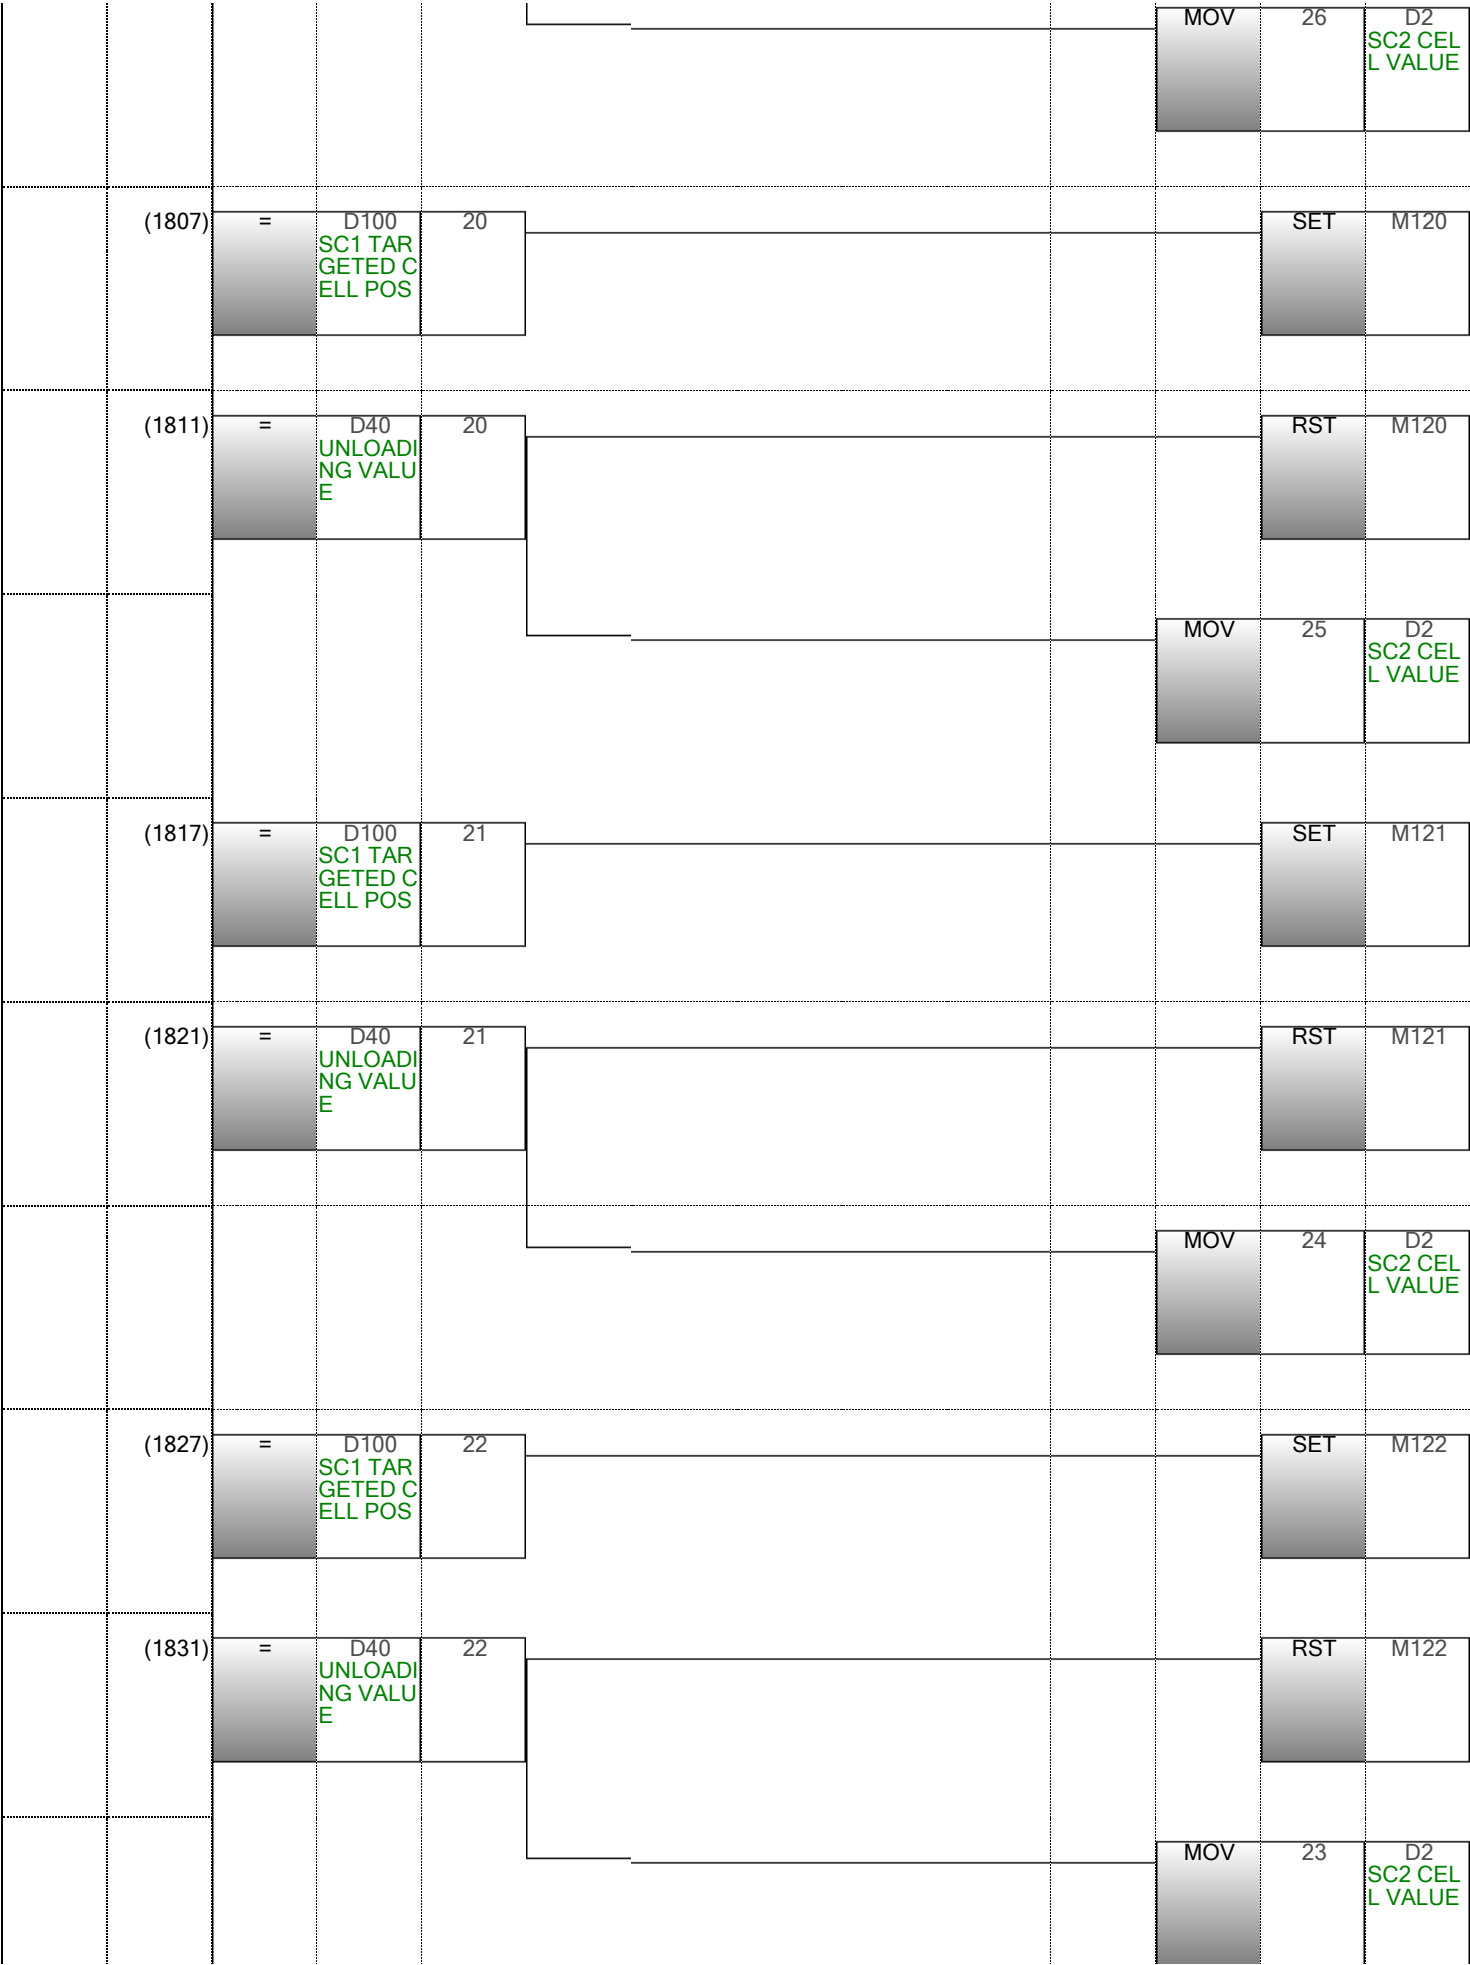 MOV 26 D2
SC2 CEL
L VALUE
(1807) = D100 20 SET M120
SC1 TAR
GETED C
ELL POS
(1811) = D40 20 RST M120
UNLOADI
NG VALU
E
MOV 25 D2
SC2 CEL
L VALUE
(1817) = D100 21 SET M121
SC1 TAR
GETED C
ELL POS
(1821) = D40 21 RST M121
UNLOADI
NG VALU
E
MOV 24 D2
SC2 CEL
L VALUE
(1827) = D100 22 SET M122
SC1 TAR
GETED C
ELL POS
(1831) = D40 22 RST M122
UNLOADI
NG VALU
E
MOV 23 D2
SC2 CEL
L VALUE